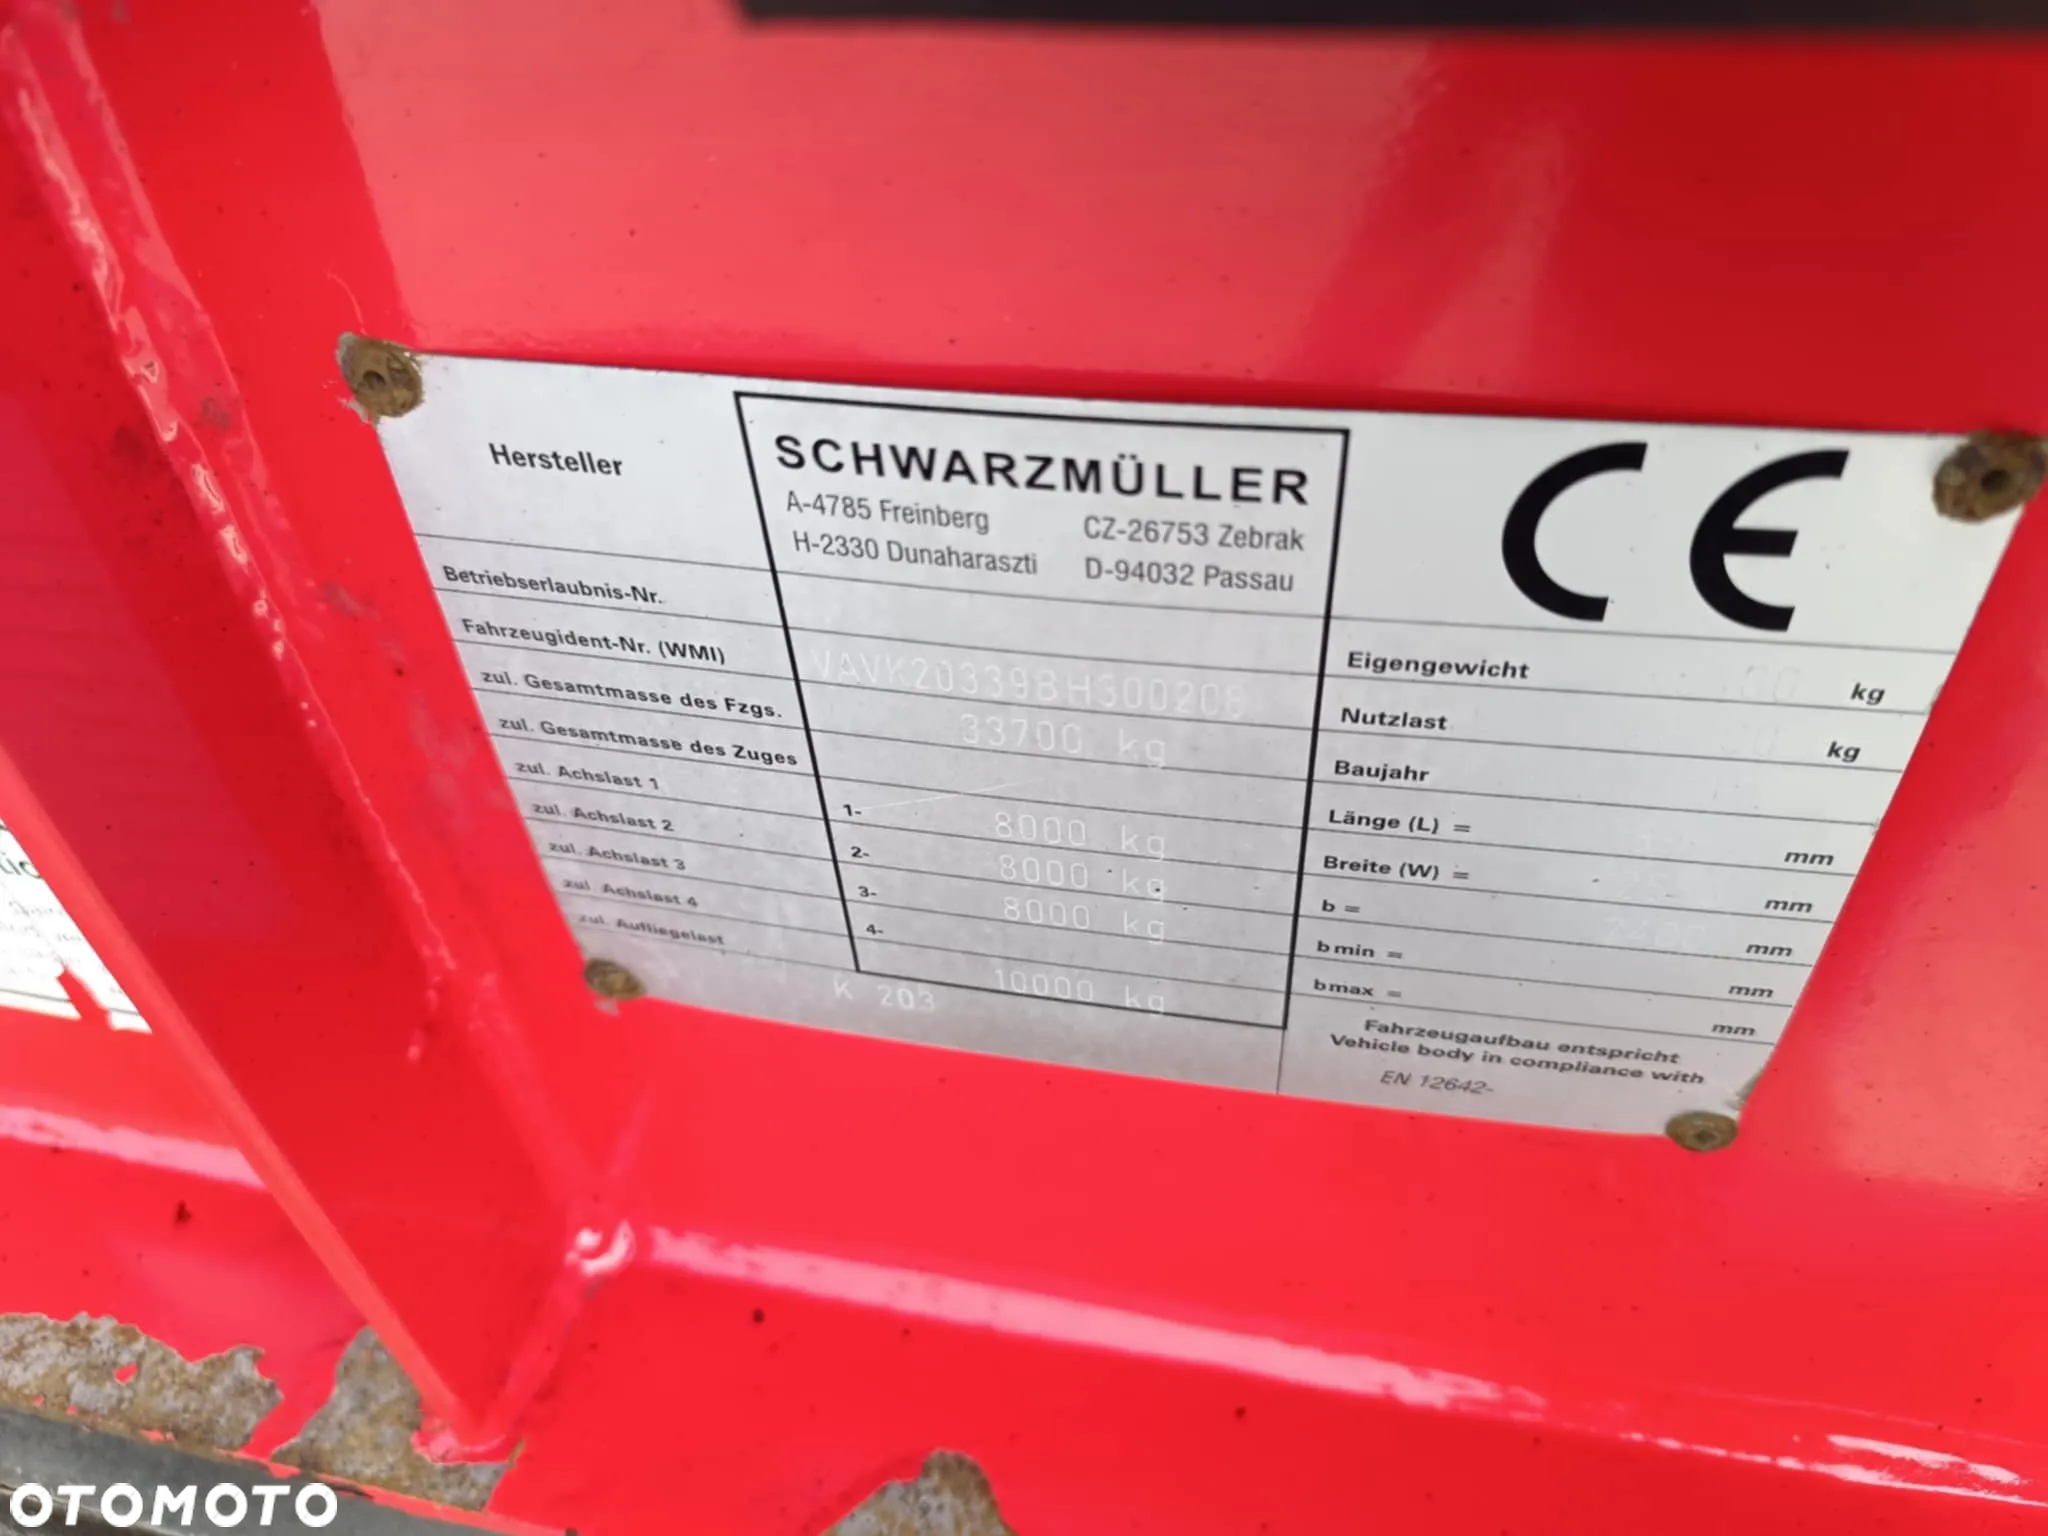 Hersteller
SCHWARZMÜLLER
A-4785 Freinberg CZ-26753 Zebrak
H-2330 Dunaharaszti D-94032 Passau
CE
Betriebserlaubnis-Nr.
Fahrzeugident-Nr. (WMI)
zul. Gesamtmasse des Fzgs. 33700 kg
zul. Gesamtmasse des Zuges
zul. Achslast 1 1- 8000 kg
zul. Achslast 2 2- 8000 kg
zul. Achslast 3 3- 8000 kg
zul. Achslast 4 4-
zul. Aufliegelast K 203 10000 kg
Eigengewicht kg
Nutzlast kg
Baujahr
Länge (L) = mm
Breite (W) = mm
b = mm
b min = mm
b max = mm
Fahrzeugaufbau entspricht
Vehicle body in compliance with
EN 12642-
OTOMOTO